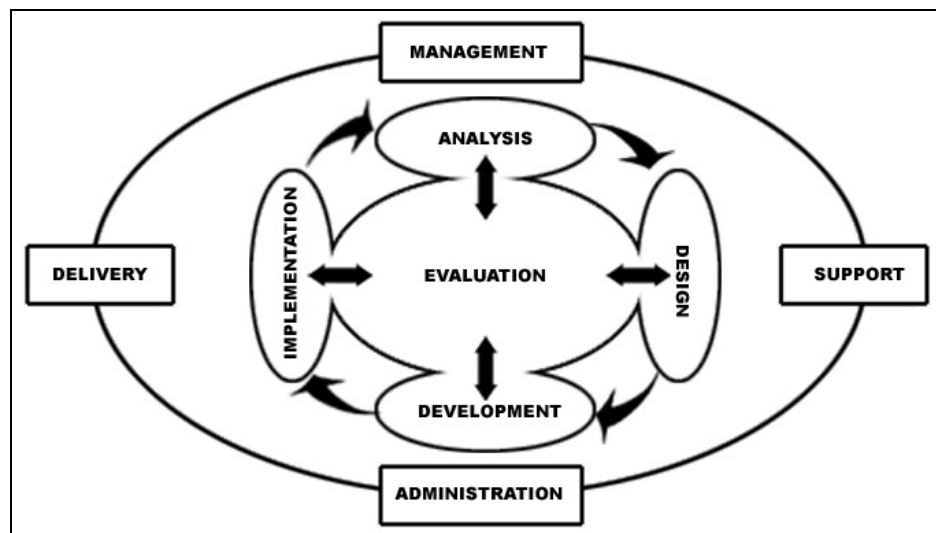 MANAGEMENT
ANALYSIS
IMPLEMENTATION
DELIVERY
EVALUATION
DESIGN
SUPPORT
DEVELOPMENT
ADMINISTRATION